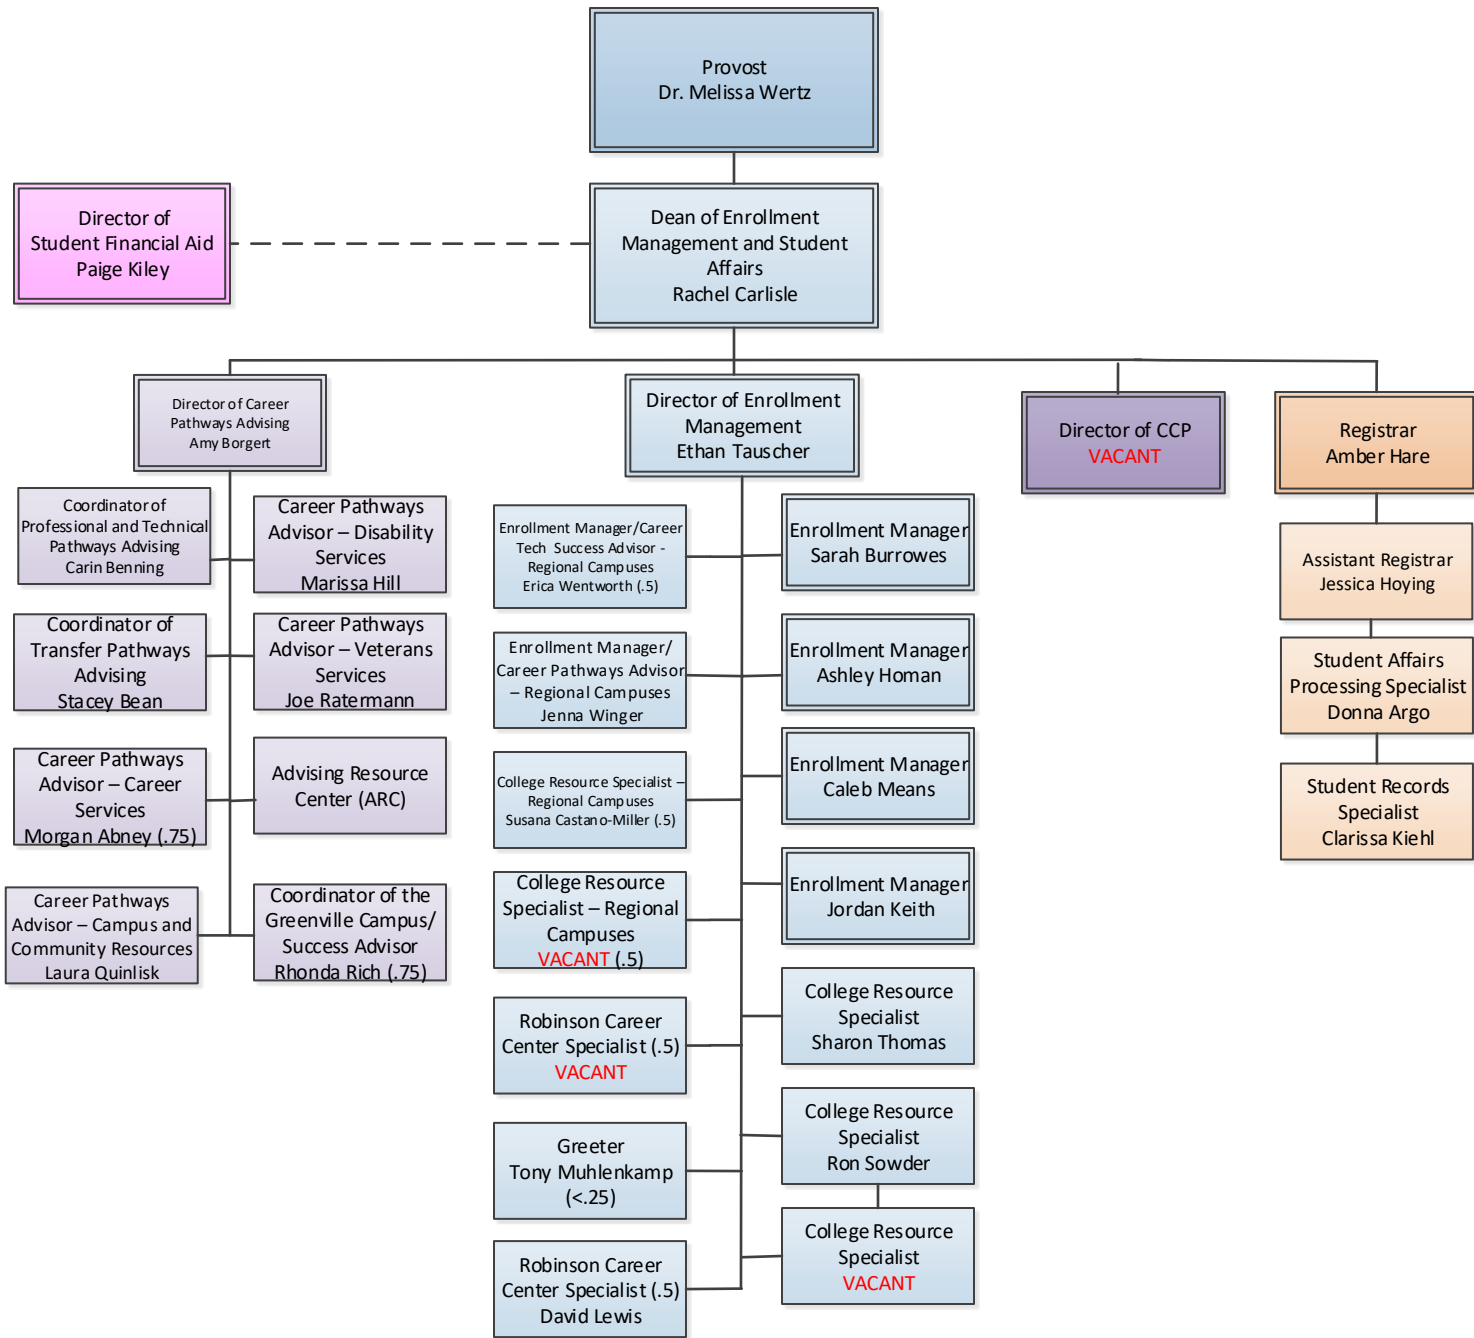 Provost
Dr. Melissa Wertz
Director of
Student Financial Aid
Paige Kiley
Dean of Enrollment
Management and Student
Affairs
Rachel Carlisle
Director of Career
Pathways Advising
Amy Borgert
Director of Enrollment
Management
Ethan Tauscher
Director of CCP
VACANT
Registrar
Amber Hare
Coordinator of
Professional and Technical
Pathways Advising
Carin Benning
Career Pathways
Advisor – Disability
Services
Marissa Hill
Coordinator of
Transfer Pathways
Advising
Stacey Bean
Career Pathways
Advisor – Veterans
Services
Joe Ratermann
Career Pathways
Advisor – Career
Services
Morgan Abney (.75)
Advising Resource
Center (ARC)
Career Pathways
Advisor – Campus and
Community Resources
Laura Quinlisk
Coordinator of the
Greenville Campus/
Success Advisor
Rhonda Rich (.75)
Enrollment Manager/Career
Tech Success Advisor -
Regional Campuses
Erica Wentworth (.5)
Enrollment Manager
Sarah Burrowes
Enrollment Manager/
Career Pathways Advisor
– Regional Campuses
Jenna Winger
Enrollment Manager
Ashley Homan
College Resource Specialist –
Regional Campuses
Susana Castano-Miller (.5)
Enrollment Manager
Caleb Means
College Resource
Specialist – Regional
Campuses
VACANT (.5)
Enrollment Manager
Jordan Keith
Robinson Career
Center Specialist (.5)
VACANT
College Resource
Specialist
Sharon Thomas
Greeter
Tony Muhlenkamp
(<.25)
College Resource
Specialist
Ron Sowder
Robinson Career
Center Specialist (.5)
David Lewis
College Resource
Specialist
VACANT
Assistant Registrar
Jessica Hoying
Student Affairs
Processing Specialist
Donna Argo
Student Records
Specialist
Clarissa Kiehl